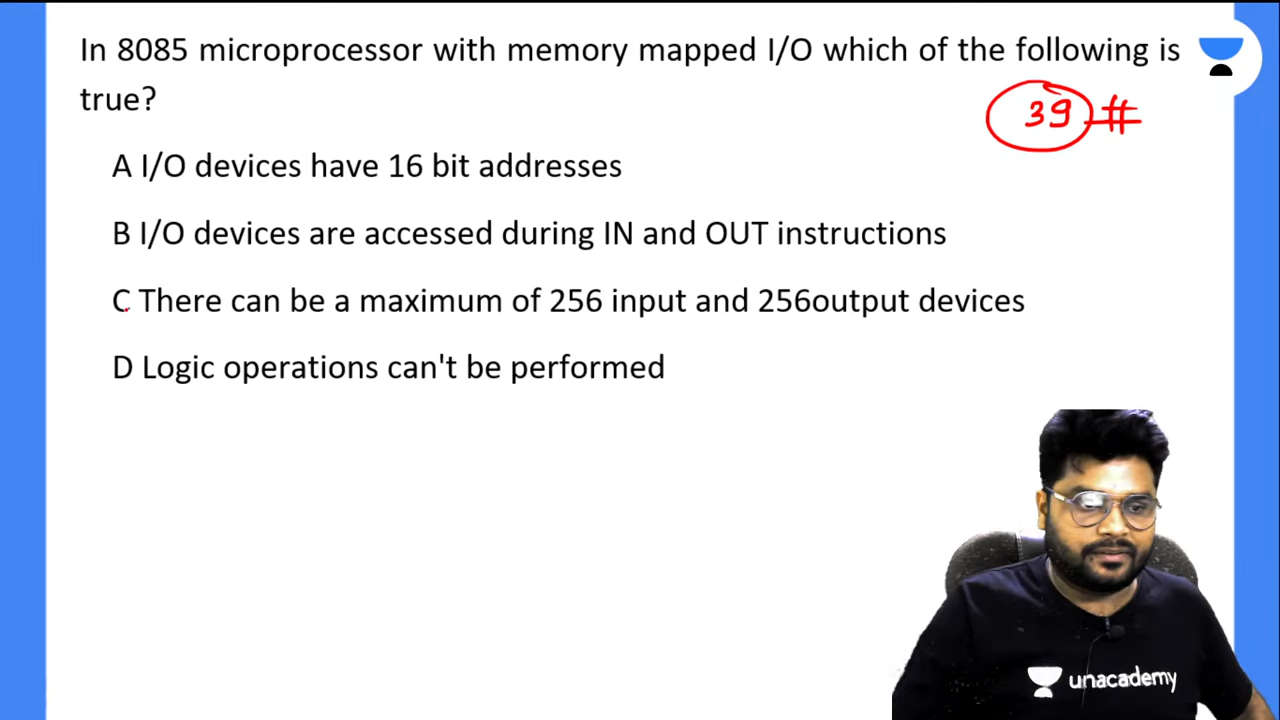 In 8085 microprocessor with memory mapped I/O which of the following is
true?
39 #
A I/O devices have 16 bit addresses
B I/O devices are accessed during IN and OUT instructions
C There can be a maximum of 256 input and 256output devices
D Logic operations can't be performed
unacademy